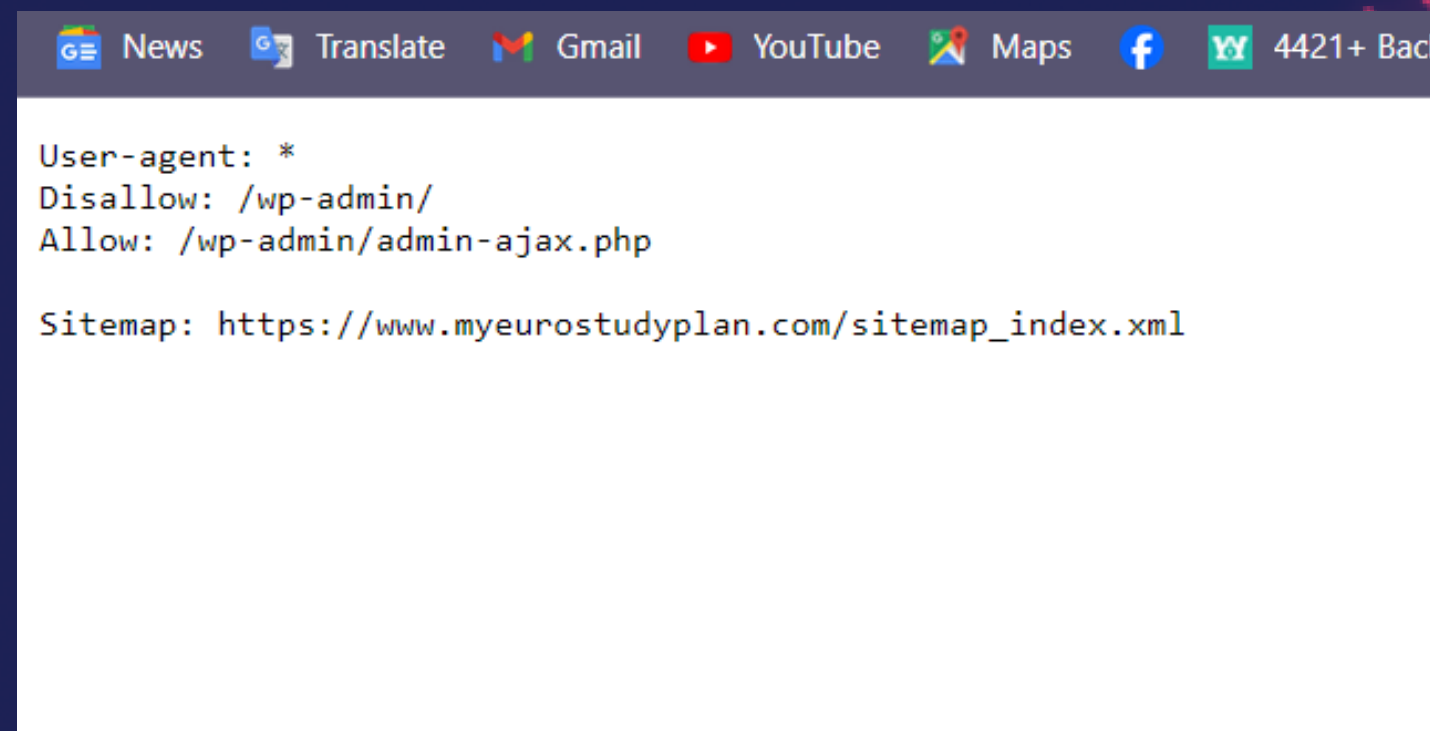 News Translate Gmail YouTube Maps 4421+
User-agent: *
Disallow: /wp-admin/
Allow: /wp-admin/admin-ajax.php
Sitemap: https://www.myeurostudyplan.com/sitemap_index.xml